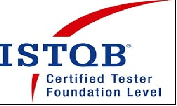 ISTQB®
Certified Tester
Foundation Level